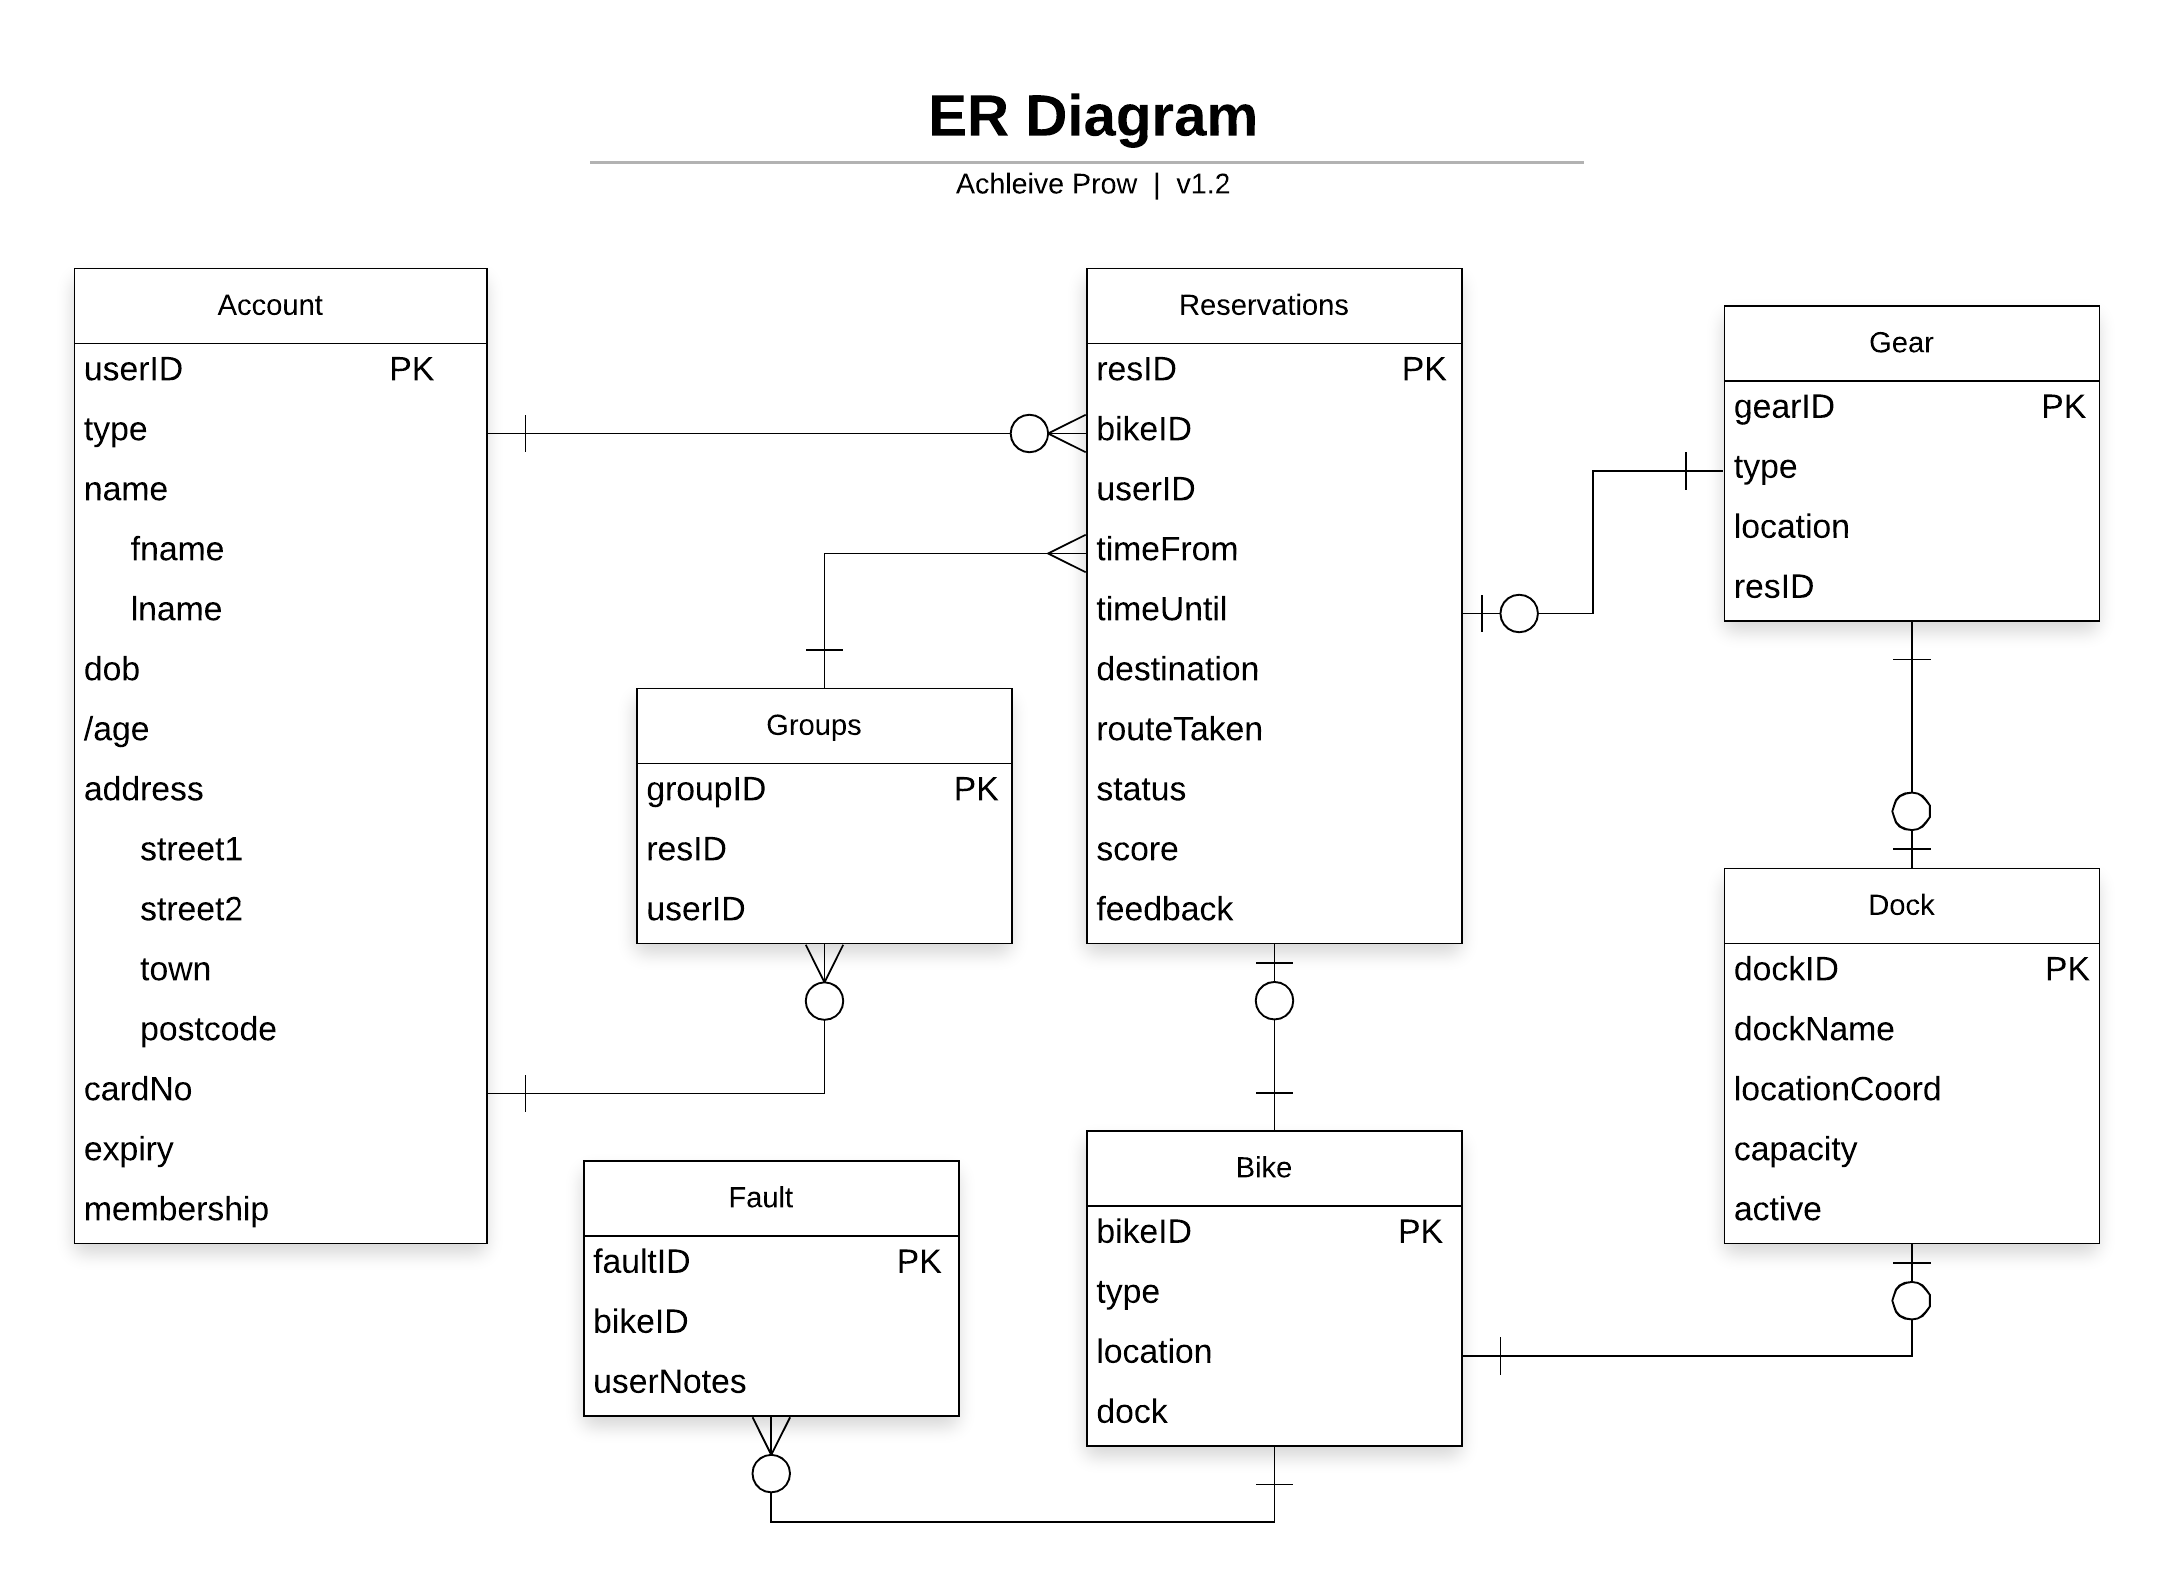 ER Diagram
Achleive Prow | v1.2
Account
userID PK
type
name
fname
lname
dob
/age
address
street1
street2
town
postcode
cardNo
expiry
membership
Reservations
resID PK
bikeID
userID
timeFrom
timeUntil
destination
routeTaken
status
score
feedback
Gear
gearID PK
type
location
resID
Groups
groupID PK
resID
userID
Dock
dockID PK
dockName
locationCoord
capacity
active
Fault
faultID PK
bikeID
userNotes
Bike
bikeID PK
type
location
dock